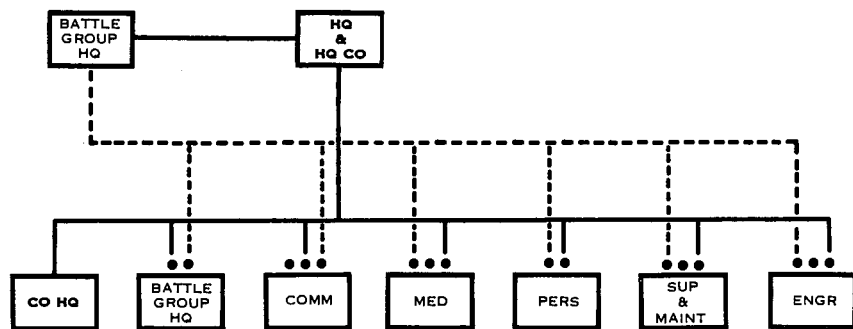 BATTLE
GROUP
HQ
HQ
&
HQ CO
CO HQ
BATTLE
GROUP
HQ
COMM
MED
PERS
SUP
&
MAINT
ENGR